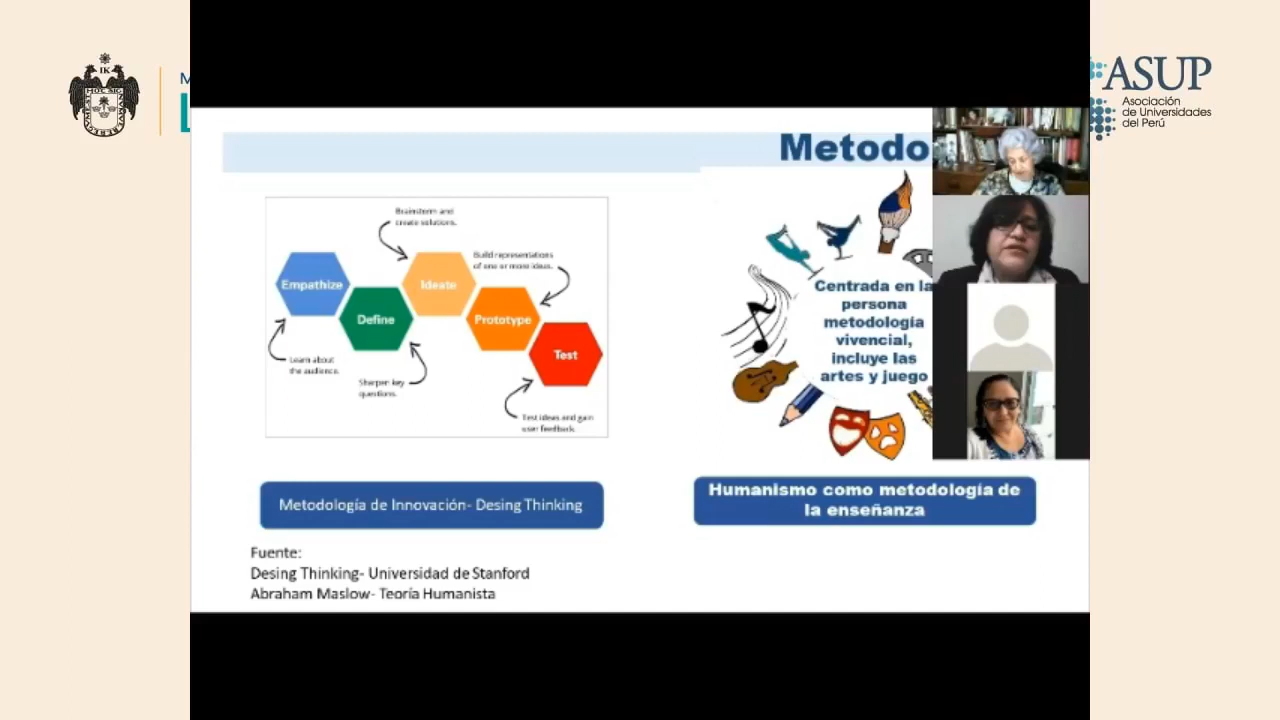 M
L
ASUP
Asociación
de Universidades
del Perú
Metodo
Brainstorm and
create solutions.
Build representations
of one or more ideas.
Empathize
Ideate
Define
Prototype
Test
Learn about
the audience.
Sharpen key
questions.
Test ideas and gain
user feedback.
Centrada en la
persona
metodología
vivencial,
incluye las
artes y juego
Metodología de Innovación- Desing Thinking
Humanismo como metodología de
la enseñanza
Fuente:
Desing Thinking- Universidad de Stanford
Abraham Maslow- Teoría Humanista